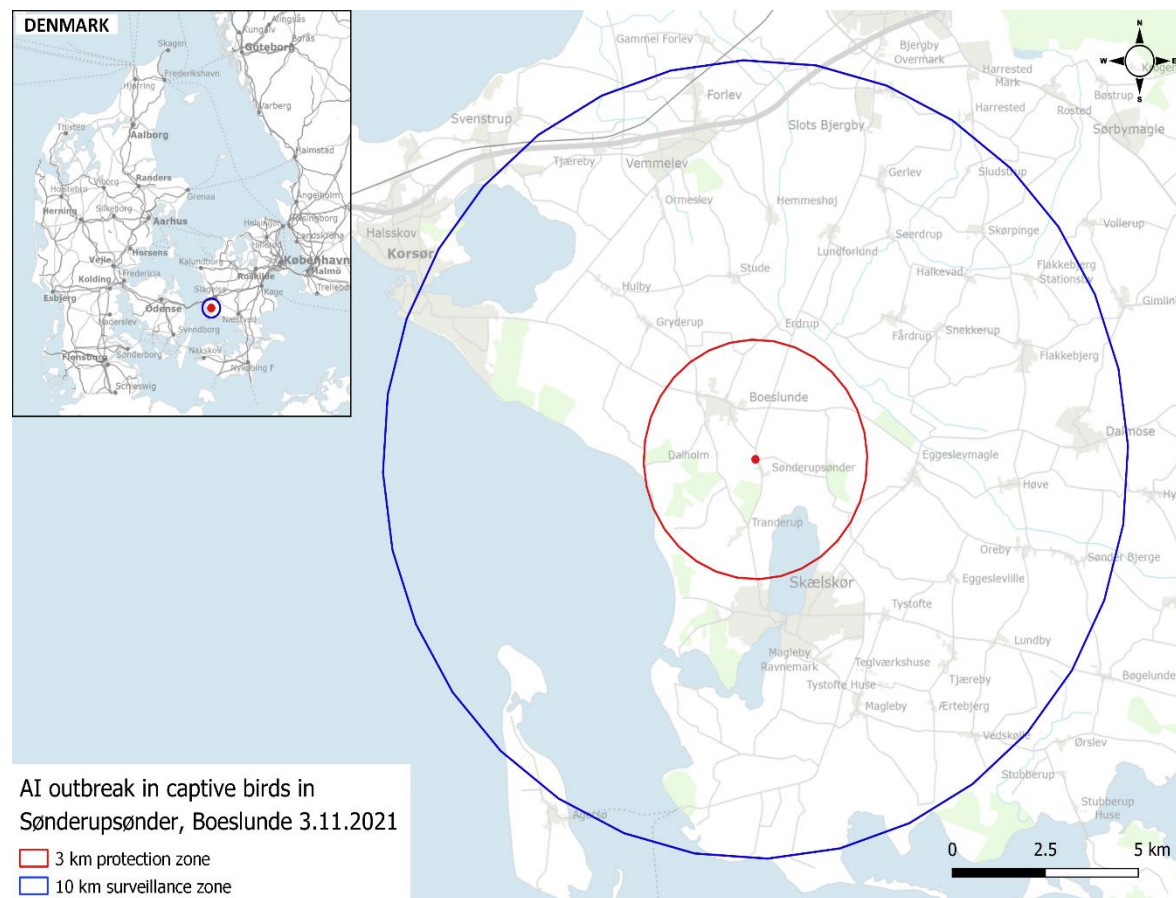 DENMARK
Alingsås
Kungälv
Borås
Göteborg
Skagen
Frederikshavn
Hjørring
Varberg
Thisted
Aalborg
Halmstad
Viborg
Randers
Holstebro
Grenaa
Ängelholm
Silkeborg
Herning
Aarhus
Helsingør
Helsingborg
Landskrona
Horsens
Hillerød
Vejle
Kalundborg
København
Kolding
Fredericia
Roskilde
Malmö
Esbjerg
Slagelse
Køge
Trelleborg
Odense
Haderslev
Næstved
Svendborg
Sønderborg
Nakskov
Flensburg
Nykøbing F
Schleswig
N
W
E
S
Gammel Forlev
Bjergby
Overmark
Harrested
Mark
Bøstrup
Forlev
Harrested
Rosted
Svenstrup
Slots Bjergby
Sørbymagle
Tjæreby
Vemmelev
Gerlev
Sludstrup
Ormeslev
Hemmeshøj
Vollerup
Halsskov
Seerdrup
Skørpinge
Korsør
Lundforlund
Flakkebjerg
Stationsby
Stude
Halkevad
Hulby
Gimlin
Gryderup
Erdrup
Snekkerup
Fårdrup
Flakkebjerg
Boeslunde
Dalmose
Daiholm
Sønderupsønder
Eggeslevmagle
Høve
Hy
Tranderup
Oreby
Sønder Bjerge
Skælskør
Eggeslevlille
Tystofte
Lundby
Magleby
Ravnemark
Teglværkshuse
Tjæreby
Bøgelunde
Tystofte Huse
Magleby
Ærtebjerg
Vedskølle
Ørslev
Stubberup
Stubberup
Huse
Agersø
AI outbreak in captive birds in
Sønderupsønder, Boeslunde 3.11.2021
3 km protection zone
10 km surveillance zone
0 2.5 5 km